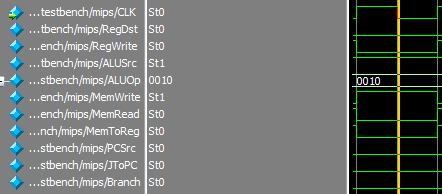 ...testbench/mips/CLK St0
...tbench/mips/RegDst St0
...ench/mips/RegWrite St0
...tbench/mips/ALUSrc St1
...stbench/mips/ALUOp 0010 0010
...ench/mips/MemWrite St1
...ench/mips/MemRead St0
...nch/mips/MemToReg St0
...stbench/mips/PCSrc St0
...stbench/mips/JToPC St0
...stbench/mips/Branch St0